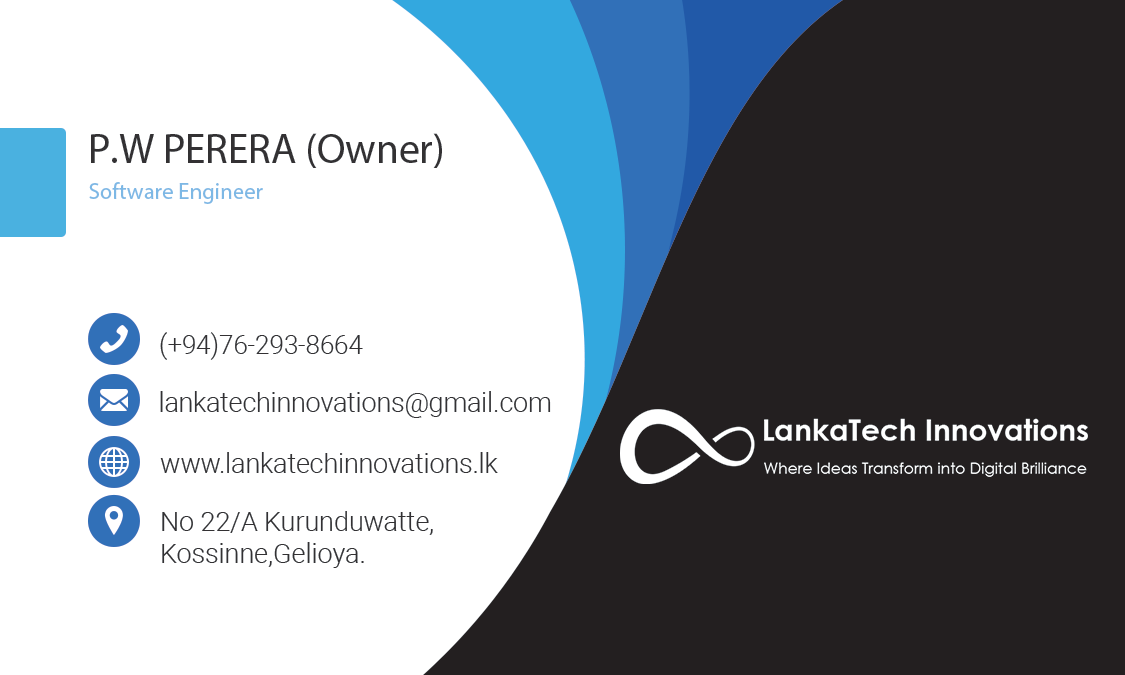 P.W PERERA (Owner)
Software Engineer
(+94)76-293-8664
lankatechinnovations@gmail.com
www.lankatechinnovations.lk
No 22/A Kurunduwatte,
Kossinne,Gelioya.
LankaTech Innovations
Where Ideas Transform into Digital Brilliance